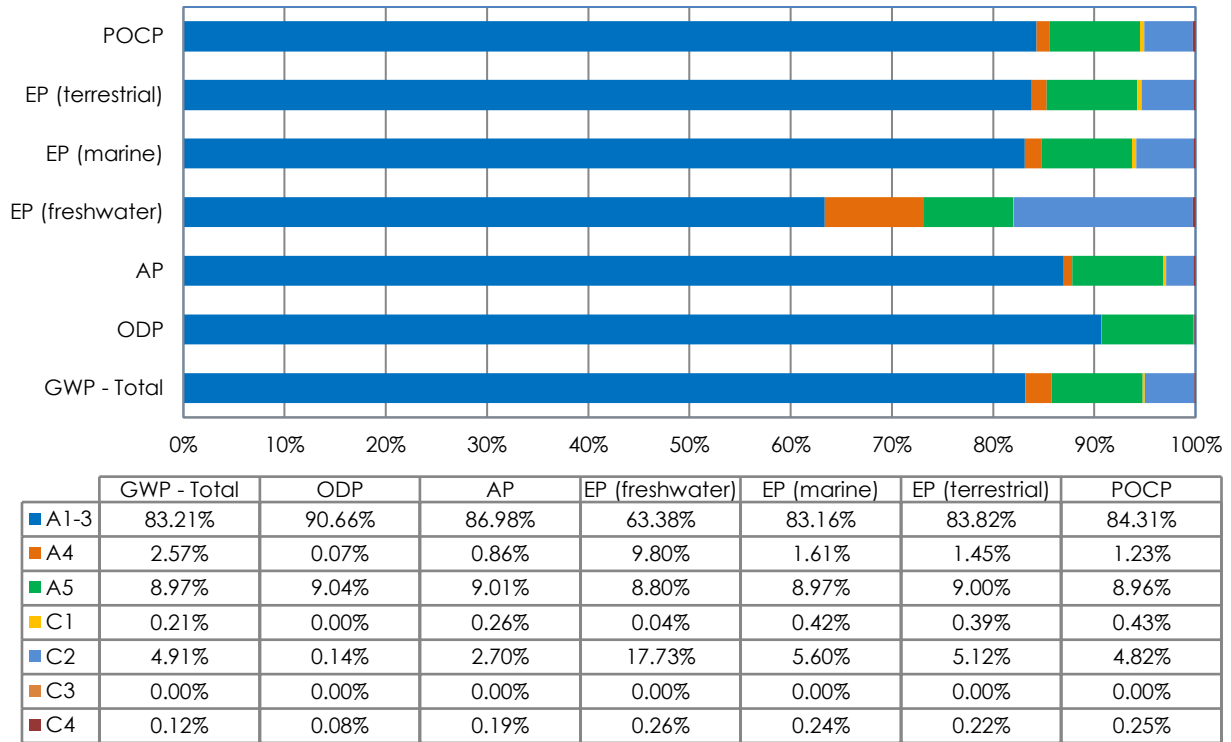 POCP
EP (terrestrial)
EP (marine)
EP (freshwater)
AP
ODP
GWP - Total
0% 10% 20% 30% 40% 50% 60% 70% 80% 90% 100%
GWP - Total ODP AP EP (freshwater) EP (marine) EP (terrestrial) POCP
A1-3 83.21% 90.66% 86.98% 63.38% 83.16% 83.82% 84.31%
A4 2.57% 0.07% 0.86% 9.80% 1.61% 1.45% 1.23%
A5 8.97% 9.04% 9.01% 8.80% 8.97% 9.00% 8.96%
C1 0.21% 0.00% 0.26% 0.04% 0.42% 0.39% 0.43%
C2 4.91% 0.14% 2.70% 17.73% 5.60% 5.12% 4.82%
C3 0.00% 0.00% 0.00% 0.00% 0.00% 0.00% 0.00%
C4 0.12% 0.08% 0.19% 0.26% 0.24% 0.22% 0.25%